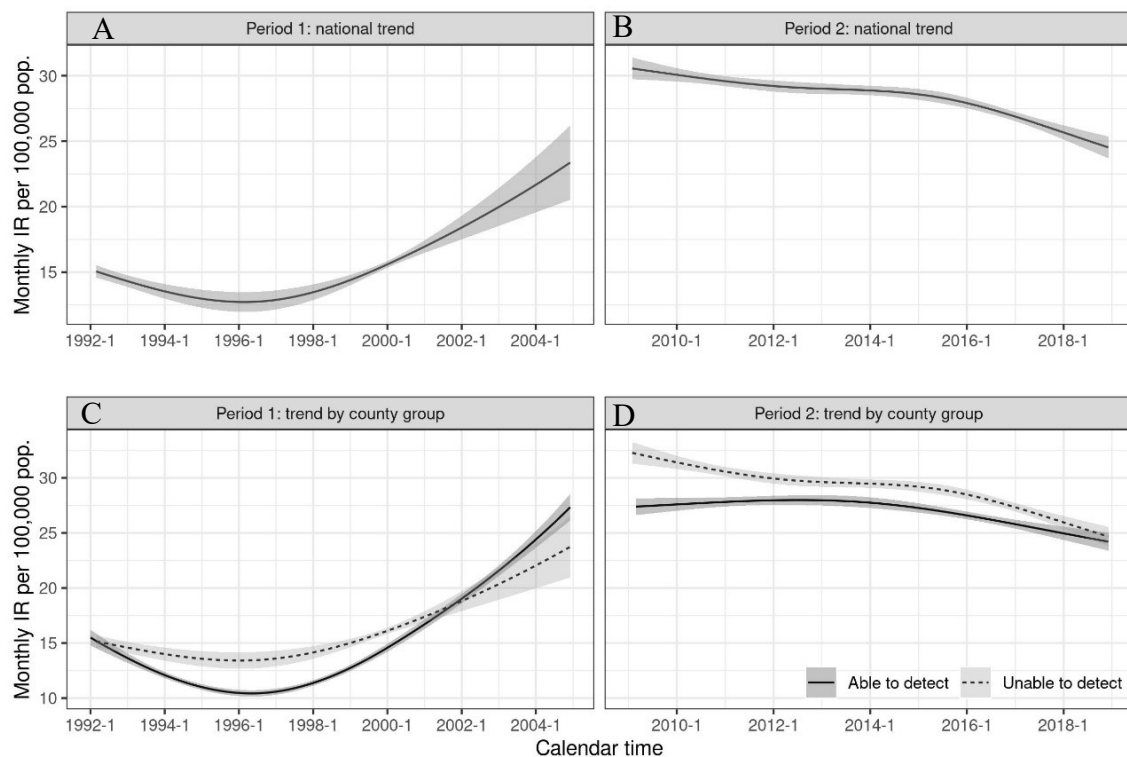 A
Period 1: national trend
B
Period 2: national trend
Monthly IR per 100,000 pop.
30
25
20
15
1992-1 1994-1 1996-1 1998-1 2000-1 2002-1 2004-1
2010-1 2012-1 2014-1 2016-1 2018-1
C
Period 1: trend by county group
D
Period 2: trend by county group
Monthly IR per 100,000 pop.
30
25
20
15
10
Able to detect Unable to detect
1992-1 1994-1 1996-1 1998-1 2000-1 2002-1 2004-1
2010-1 2012-1 2014-1 2016-1 2018-1
Calendar time